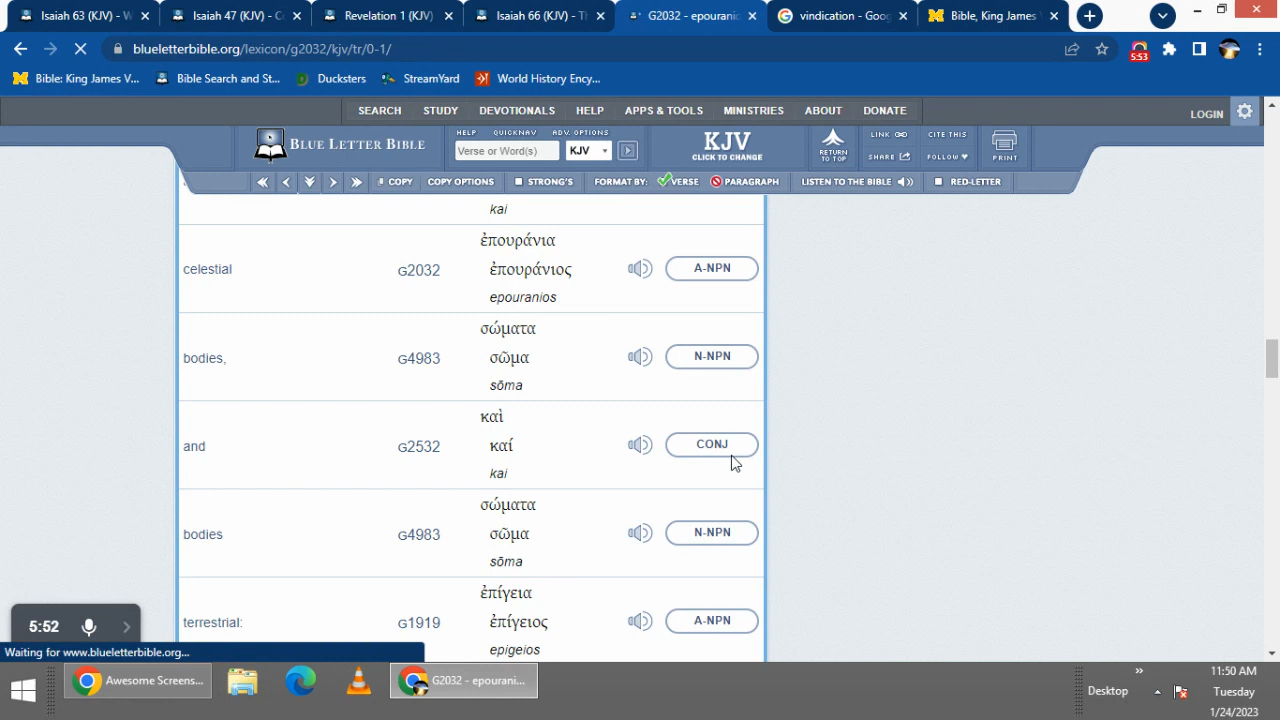 Isaiah 63 (KJV) - W
Isaiah 47 (KJV) - C
Revelation 1 (KJV)
Isaiah 66 (KJV) - Th
G2032 - epourani
vindication - Goog
Bible, King James V
blueletterbible.org/lexicon/g2032/kjv/tr/0-1/
5:53
Bible: King James V...
Bible Search and St...
Ducksters
StreamYard
World History Ency...
SEARCH STUDY DEVOTIONALS HELP APPS & TOOLS MINISTRIES ABOUT DONATE
LOGIN
BLUE LETTER BIBLE
HELP QUICKNAV ADV. OPTIONS
Verse or Word(s)
KJV
KJV
CLICK TO CHANGE
RETURN
TO TOP
LINK
SHARE
CITE THIS
FOLLOW
PRINT
COPY COPY OPTIONS STRONG'S FORMAT BY: VERSE PARAGRAPH LISTEN TO THE BIBLE RED-LETTER
kai
ἐπουράνια
celestial G2032 ἐπουράνιος A-NPN
epouranios
σώματα
bodies, G4983 σῶμα N-NPN
sōma
καὶ
and G2532 καί CONJ
kai
σώματα
bodies G4983 σῶμα N-NPN
sōma
ἐπίγεια
terrestrial: G1919 ἐπίγειος A-NPN
epigeios
5:52
Waiting for www.blueletterbible.org...
Awesome Screens...
G2032 - epourani...
Desktop
»
11:50 AM
Tuesday
1/24/2023